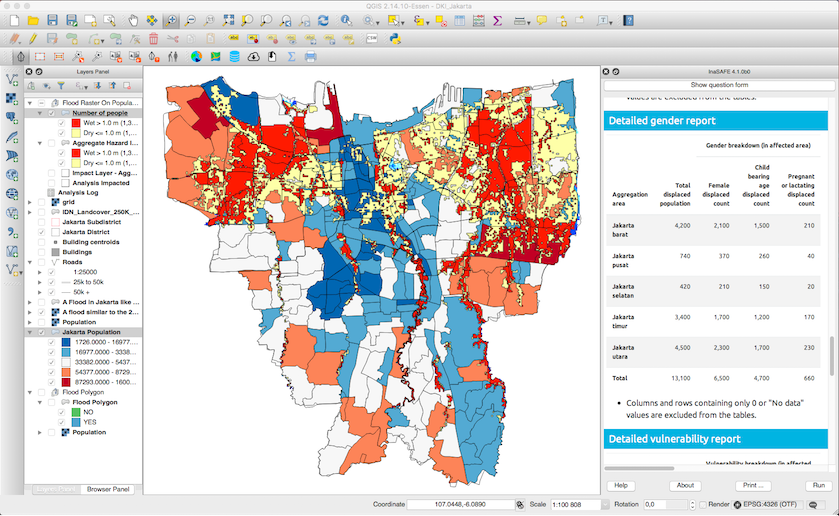 QGIS 2.14.10-Essen - DKI_Jakarta
CSW
Layers Panel
Flood Raster On Popula...
Number of people
Wet > 1.0 m (1,3...
Dry <= 1.0 m (1,...
Aggregate Hazard I...
Wet > 1.0 m (1,3...
Dry <= 1.0 m (1,...
Impact Layer - Agg...
Analysis Impacted
Analysis Log
grid
IDN_Landcover_250K_...
Jakarta Subdistrict
Jakarta District
Building centroids
Buildings
Roads
1:25000
25k to 50k
50k +
A Flood in Jakarta like ...
A flood similar to the 2...
Population
Jakarta Population
1726.0000 - 16977....
16977.0000 - 3338...
33382.0000 - 5437...
54377.0000 - 8729...
87293.0000 - 1600...
Flood Polygon
Flood Polygon
NO
YES
Population
Layers Panel
Browser Panel
InaSAFE 4.1.0b0
Show question form
values are excluded from the tables.
Detailed gender report
Gender breakdown (in affected area)
Aggregation area
Total displaced population
Female displaced count
Child bearing age displaced count
Pregnant or lactating displaced count
Jakarta barat 4,200 2,100 1,500 210
Jakarta pusat 740 370 260 40
Jakarta selatan 420 210 150 20
Jakarta timur 3,400 1,700 1,200 170
Jakarta utara 4,500 2,300 1,700 230
Total 13,100 6,500 4,700 660
• Columns and rows containing only 0 or "No data"
values are excluded from the tables.
Detailed vulnerability report
Vulnerability breakdown (in affected
Help
About
Print ...
Run
Coordinate 107.0448,-6.0890 Scale 1:100 808 Rotation 0,0 Render EPSG:4326 (OTF)